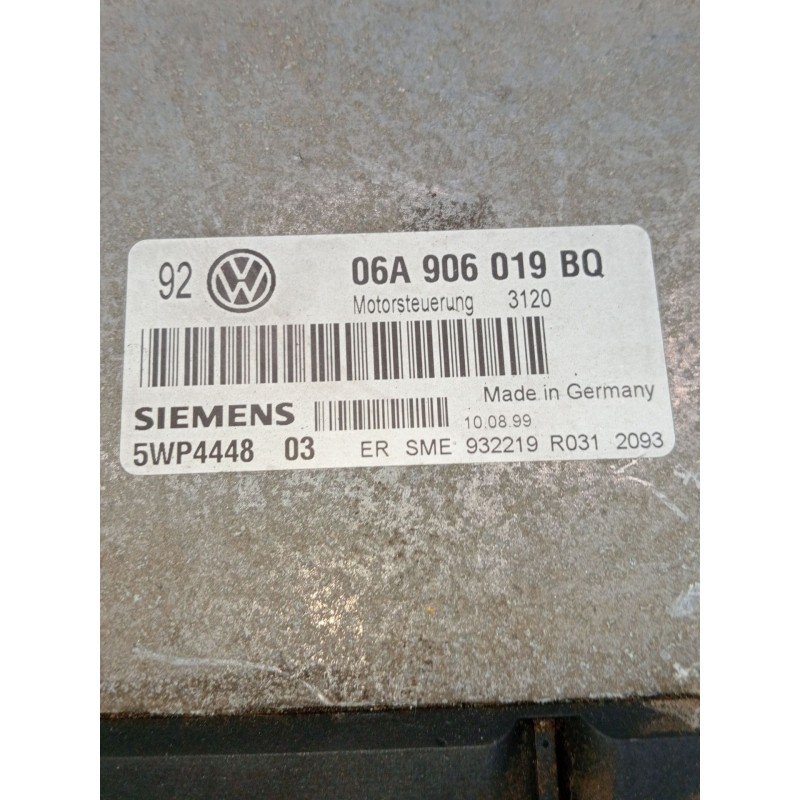 92 VW 06A 906 019 BQ
Motorsteuerung 3120
Made in Germany
SIEMENS 10.08.99
5WP4448 03 ER SME 932219 R031 2093